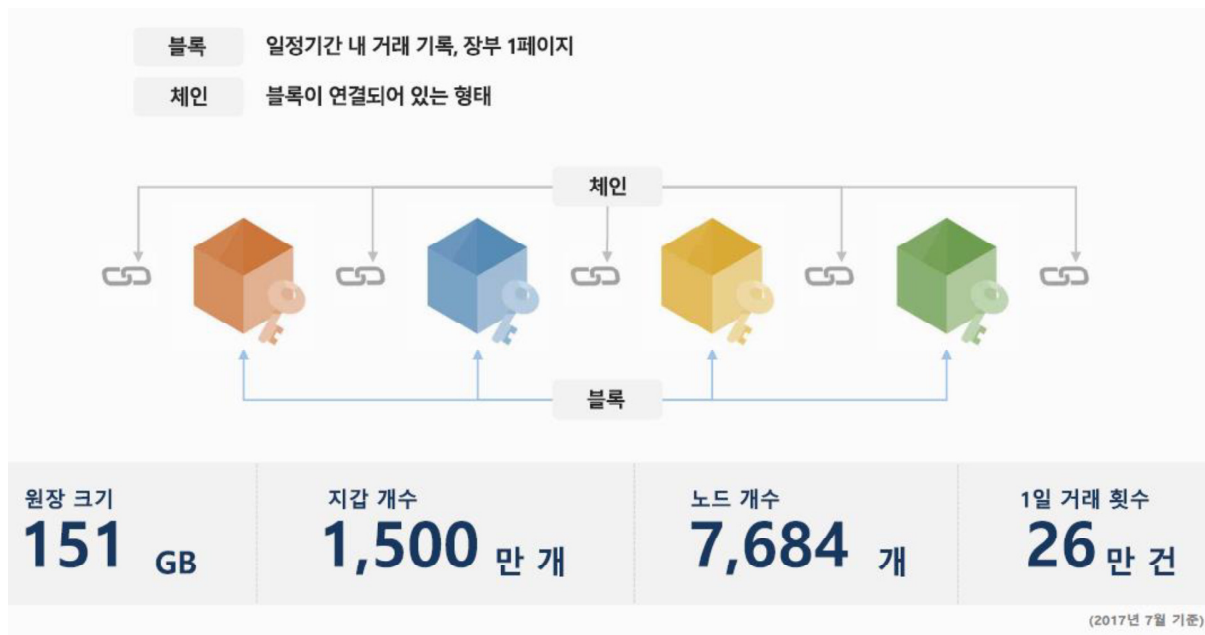 블록 일정기간 내 거래 기록, 장부 1페이지
체인 블록이 연결되어 있는 형태
체인
블록
원장 크기
151 GB
지갑 개수
1,500 만 개
노드 개수
7,684 개
1일 거래 횟수
26 만 건
(2017년 7월 기준)